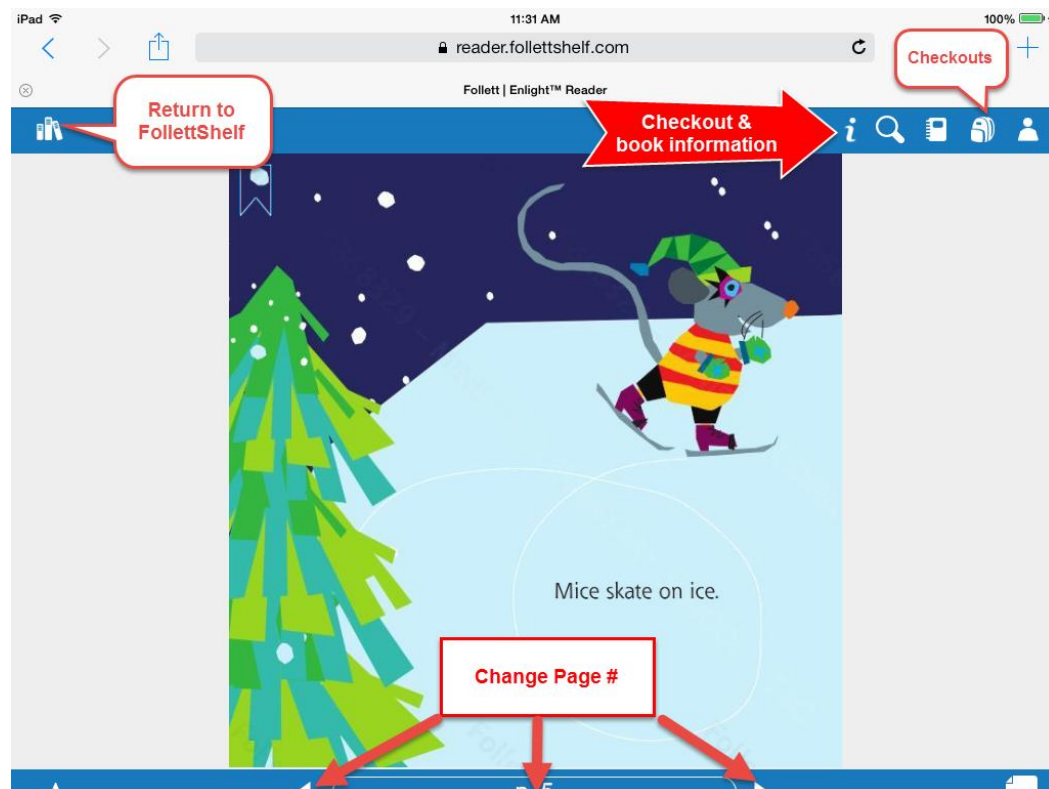 iPad
11:31 AM
100%
reader.follettshelf.com
Checkouts
Follett | Enlight™ Reader
Return to
FollettShelf
Checkout &
book information
i
Mice skate on ice.
Change Page #